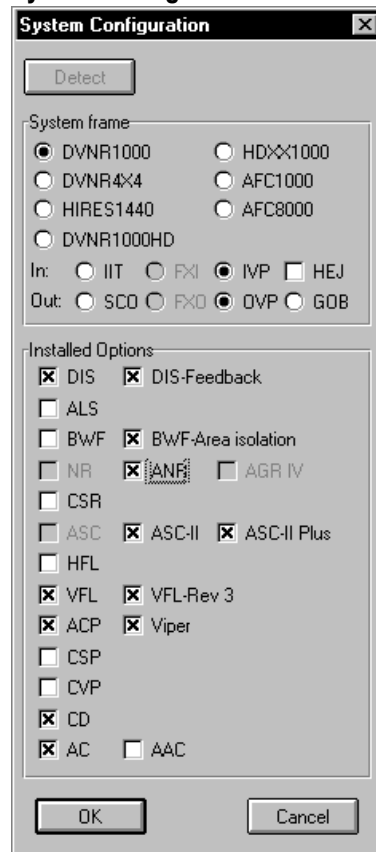 System Configuration
Detect
System frame
DVNR1000 HDXX1000
DVNR4X4 AFC1000
HIRES1440 AFC8000
DVNR1000HD
In: IIT FXI IVP HEJ
Out: SCO FXO OVP GOB
Installed Options
DIS DIS-Feedback
ALS
BWF BWF-Area isolation
NR ANR AGR IV
CSR
ASC ASC-II ASC-II Plus
HFL
VFL VFL-Rev 3
ACP Viper
CSP
CVP
CD
AC AAC
OK Cancel